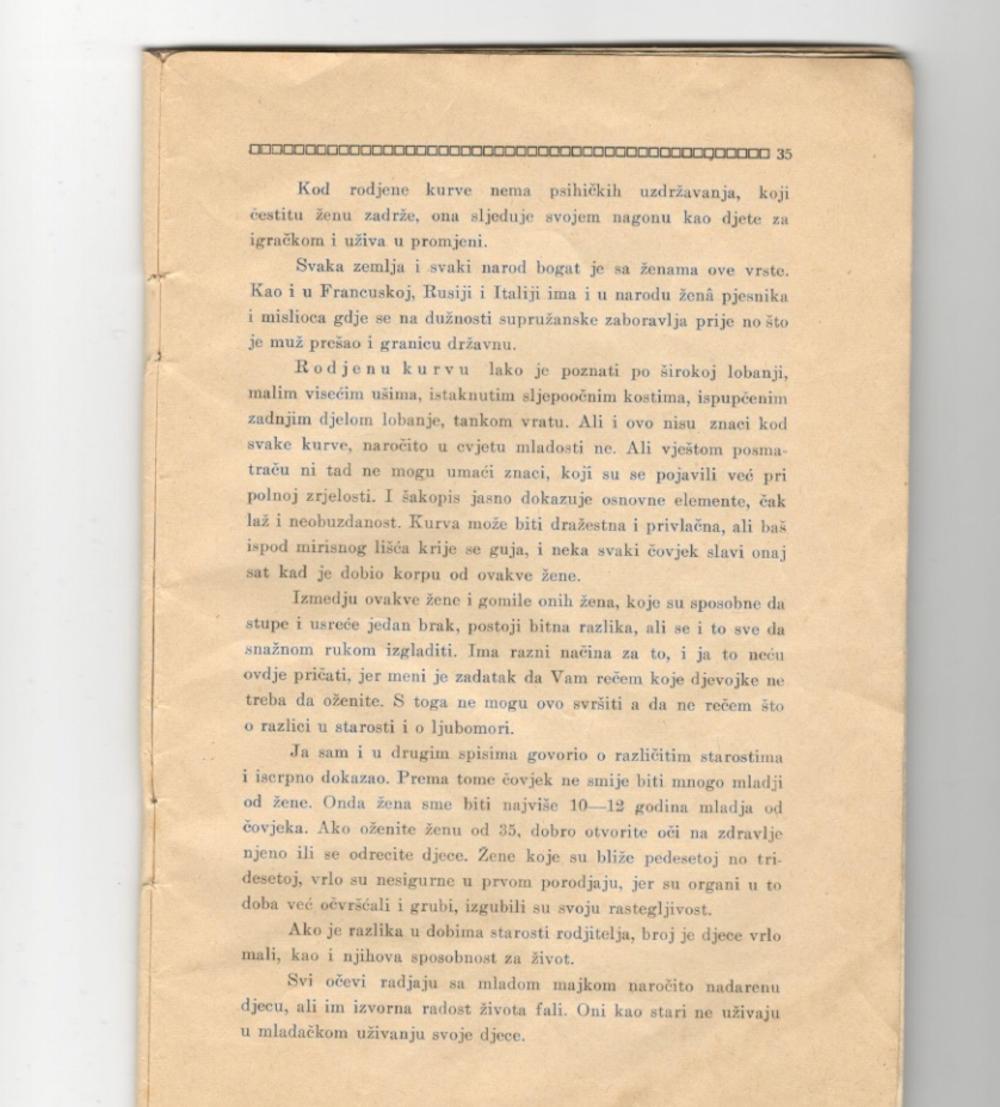 35
Kod rodjene kurve nema psihičkih uzdržavanja, koji
čestitu ženu zadrže, ona sljeduje svojem nagonu kao djete za
igračkom i uživa u promjeni.
Svaka zemlja i svaki narod bogat je sa ženama ove vrste.
Kao i u Francuskoj, Rusiji i Italiji ima i u narodu ženâ pjesnika
i mislioca gdje se na dužnosti supružanske zaboravlja prije no što
je muž prešao i granicu državnu.
Rodjenu kurvu lako je poznati po širokoj lobanji,
malim visećim ušima, istaknutim sljepoočnim kostima, ispupčenim
zadnjim djelom lobanje, tankom vratu. Ali i ovo nisu znaci kod
svake kurve, naročito u cvjetu mladosti ne. Ali vještom posma-
traču ni tad ne mogu umaći znaci, koji su se pojavili već pri
polnoj zrjelosti. I šakopis jasno dokazuje osnovne elemente, čak
laž i neobuzdanost. Kurva može biti dražestna i privlačna, ali baš
ispod mirisnog lišća krije se guja, i neka svaki čovjek slavi onaj
sat kad je dobio korpu od ovakve žene.
Izmedju ovakve žene i gomile onih žena, koje su sposobne da
stupe i usreće jedan brak, postoji bitna razlika, ali se i to sve da
snažnom rukom izgladiti. Ima razni načina za to, i ja to neću
ovdje pričati, jer meni je zadatak da Vam rečem koje djevojke ne
treba da oženite. S toga ne mogu ovo svršiti a da ne rečem što
o razlici u starosti i o ljubomori.
Ja sam i u drugim spisima govorio o različitim starostima
i iscrpno dokazao. Prema tome čovjek ne smije biti mnogo mladji
od žene. Onda žena sme biti najviše 10—12 godina mladja od
čovjeka. Ako oženite ženu od 35, dobro otvorite oči na zdravlje
njeno ili se odrecite djece. Žene koje su bliže pedesetoj no tri-
desetoj, vrlo su nesigurne u prvom porodjaju, jer su organi u to
doba već očvršćali i grubi, izgubili su svoju rastegljivost.
Ako je razlika u dobima starosti rodjitelja, broj je djece vrlo
mali, kao i njihova sposobnost za život.
Svi očevi radjaju sa mladom majkom naročito nadarenu
djecu, ali im izvorna radost života fali. Oni kao stari ne uživaju
u mladačkom uživanju svoje djece.